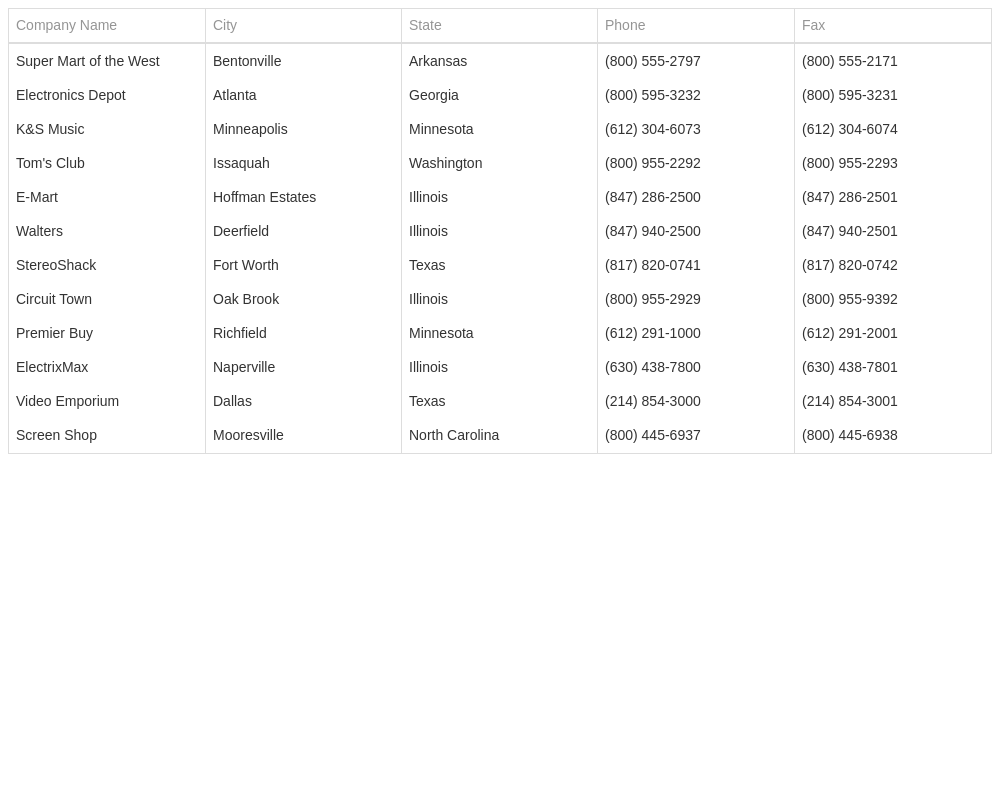 Company Name City State Phone Fax
Super Mart of the West Bentonville Arkansas (800) 555-2797 (800) 555-2171
Electronics Depot Atlanta Georgia (800) 595-3232 (800) 595-3231
K&S Music Minneapolis Minnesota (612) 304-6073 (612) 304-6074
Tom's Club Issaquah Washington (800) 955-2292 (800) 955-2293
E-Mart Hoffman Estates Illinois (847) 286-2500 (847) 286-2501
Walters Deerfield Illinois (847) 940-2500 (847) 940-2501
StereoShack Fort Worth Texas (817) 820-0741 (817) 820-0742
Circuit Town Oak Brook Illinois (800) 955-2929 (800) 955-9392
Premier Buy Richfield Minnesota (612) 291-1000 (612) 291-2001
ElectrixMax Naperville Illinois (630) 438-7800 (630) 438-7801
Video Emporium Dallas Texas (214) 854-3000 (214) 854-3001
Screen Shop Mooresville North Carolina (800) 445-6937 (800) 445-6938